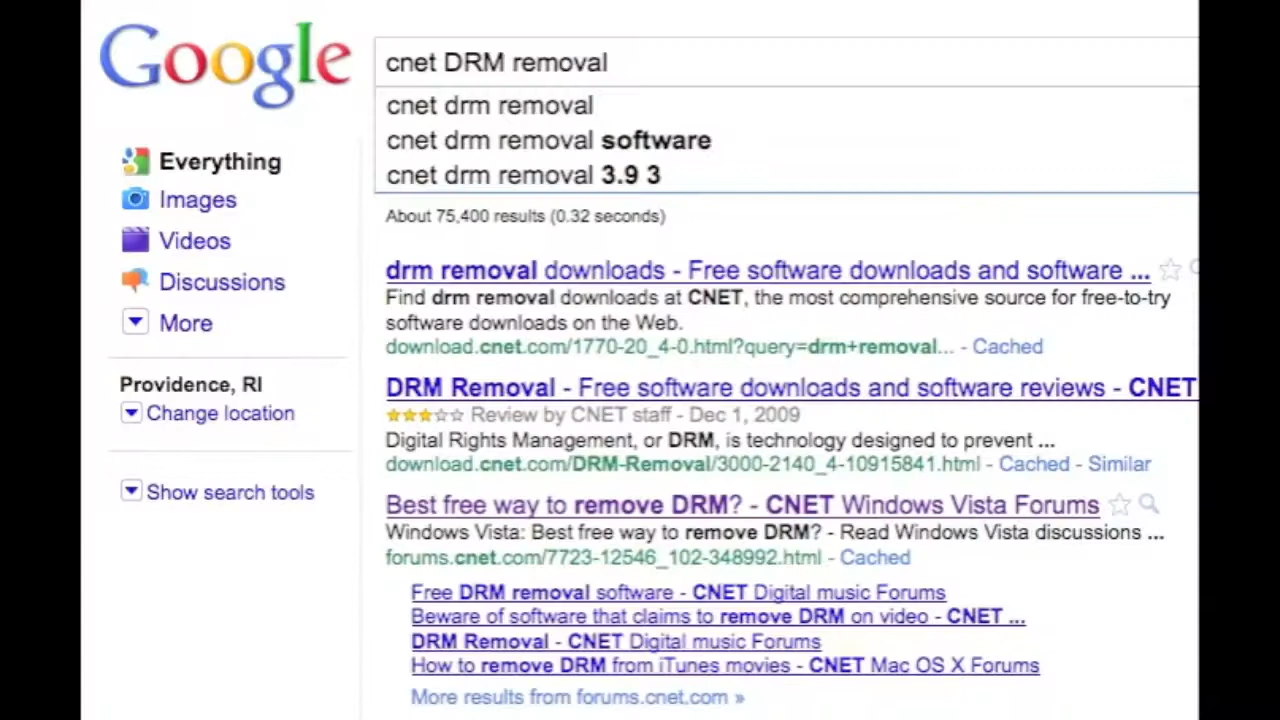 Google
cnet DRM removal
cnet drm removal
cnet drm removal software
cnet drm removal 3.9 3
Everything
Images
Videos
Discussions
More
Providence, RI
Change location
Show search tools
About 75,400 results (0.32 seconds)
drm removal downloads - Free software downloads and software ...
Find drm removal downloads at CNET, the most comprehensive source for free-to-try
software downloads on the Web.
download.cnet.com/1770-20_4-0.html?query=drm+removal... - Cached
DRM Removal - Free software downloads and software reviews - CNET
Review by CNET staff - Dec 1, 2009
Digital Rights Management, or DRM, is technology designed to prevent ...
download.cnet.com/DRM-Removal/3000-2140_4-10915841.html - Cached - Similar
Best free way to remove DRM? - CNET Windows Vista Forums
Windows Vista: Best free way to remove DRM? - Read Windows Vista discussions ...
forums.cnet.com/7723-12546_102-348992.html - Cached
Free DRM removal software - CNET Digital music Forums
Beware of software that claims to remove DRM on video - CNET ...
DRM Removal - CNET Digital music Forums
How to remove DRM from iTunes movies - CNET Mac OS X Forums
More results from forums.cnet.com »